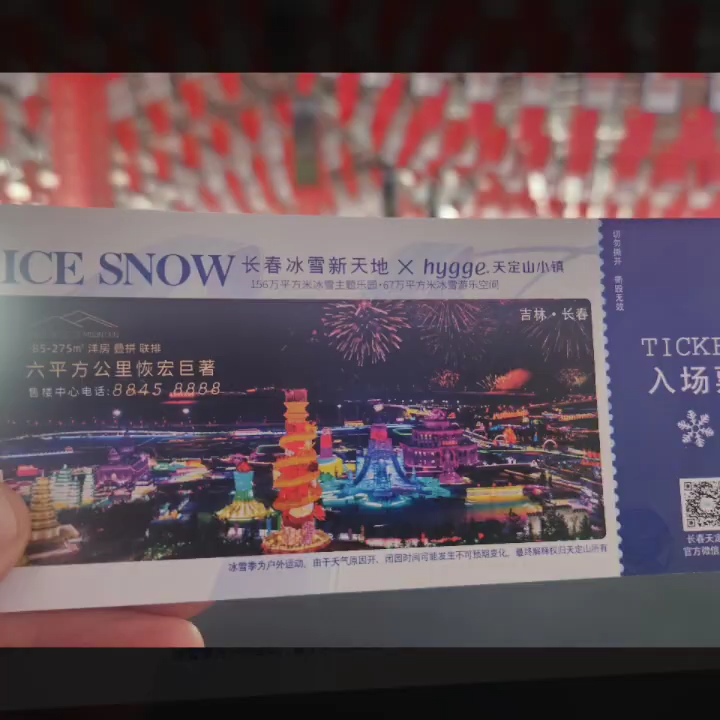 ICE SNOW 长春冰雪新天地 × hygge. 天定山小镇
156万平方米冰雪主题乐园·67万平方米冰雪游乐空间
吉林·长春
85-275㎡ 洋房 叠拼 联排
六平方公里恢宏巨著
售楼中心电话:8845 8888
冰雪季为户外运动，由于天气原因开、闭园时间可能发生不可预期变化，最终解释权归天定山所有
切勿撕开 撕毁无效
TICKE
入场
长春天定
官方微信